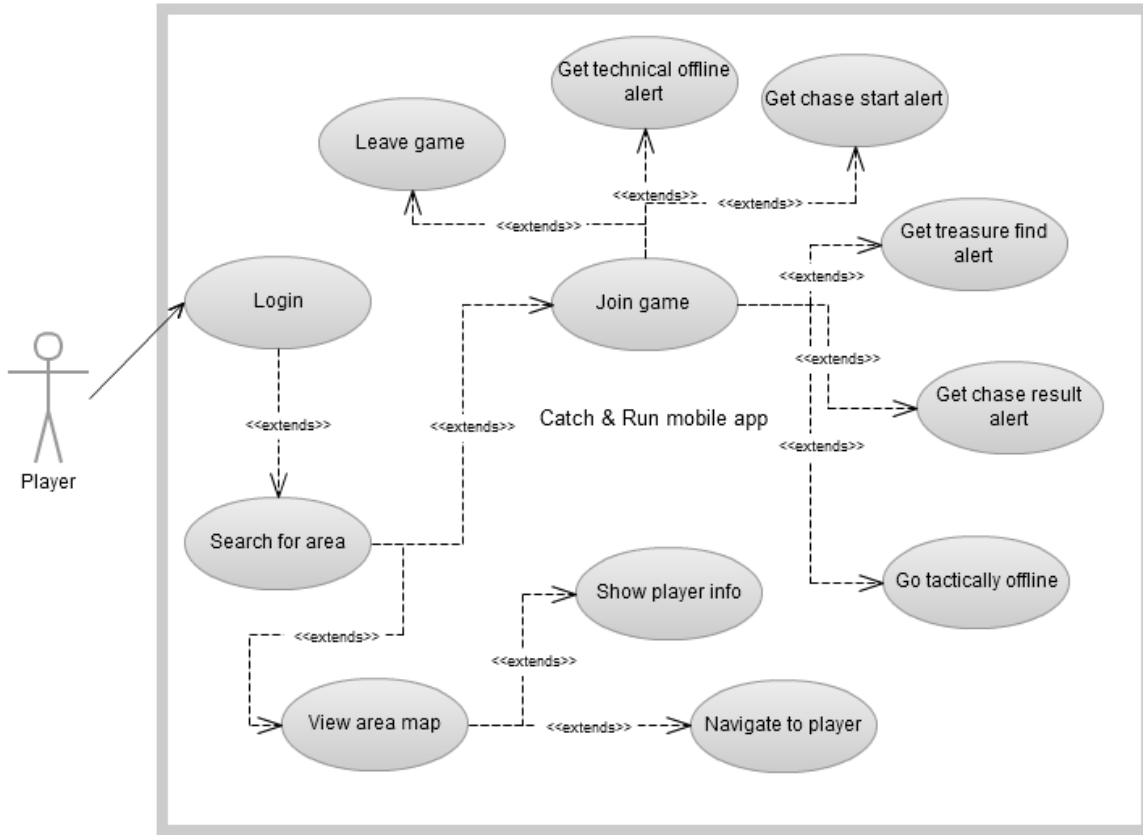 Get technical offline
alert
Get chase start alert
Leave game
<<extends>>
<<extends>>
<<extends>>
Get treasure find
alert
<<extends>>
Login
Join game
<<extends>>
Get chase result
alert
<<extends>>
<<extends>>
Catch & Run mobile app
<<extends>>
Player
Search for area
Go tactically offline
Show player info
<<extends>>
<<extends>>
View area map
<<extends>>
Navigate to player